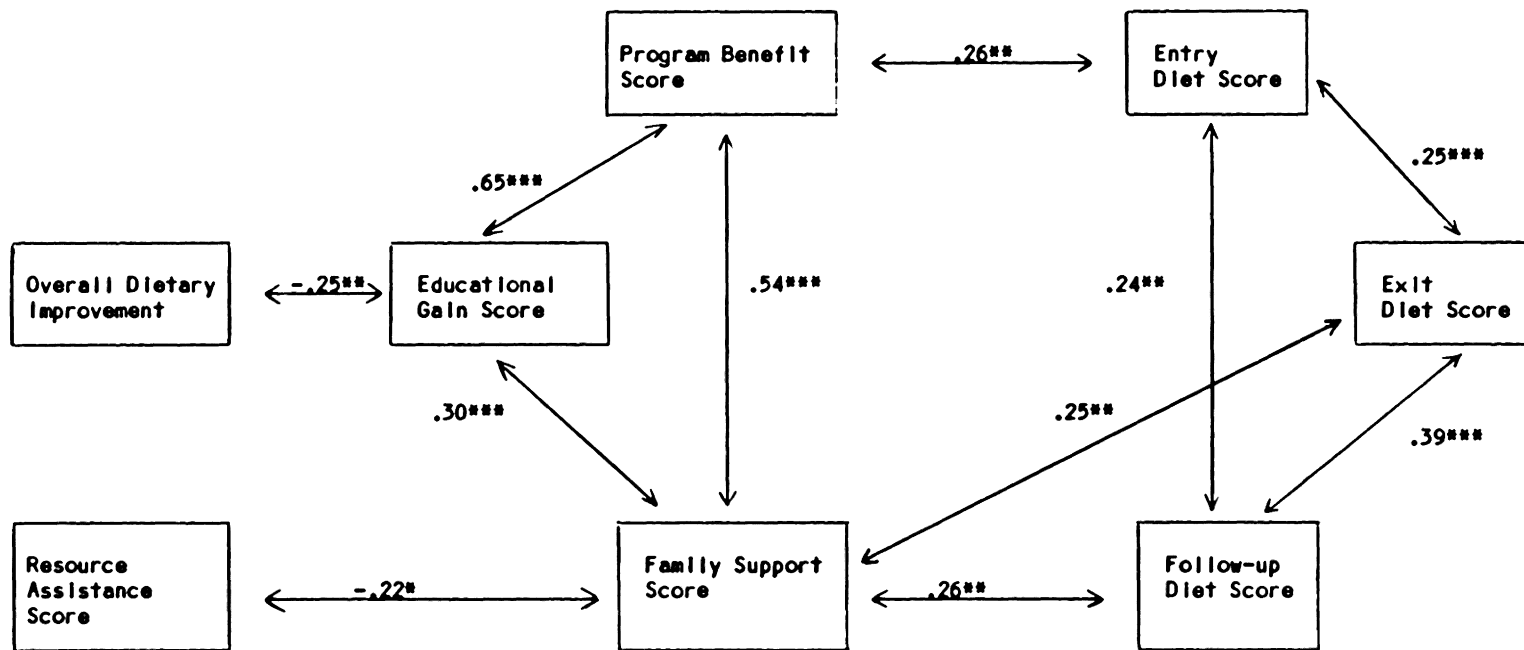 Program Benefit
Score
.26**
Entry
Diet Score
.65***
.25***
Overall Dietary
Improvement
-.25**
Educational
Gain Score
.54***
.24**
Exit
Diet Score
.30***
.25**
.39***
Resource
Assistance
Score
-.22*
Family Support
Score
.26**
Follow-up
Diet Score